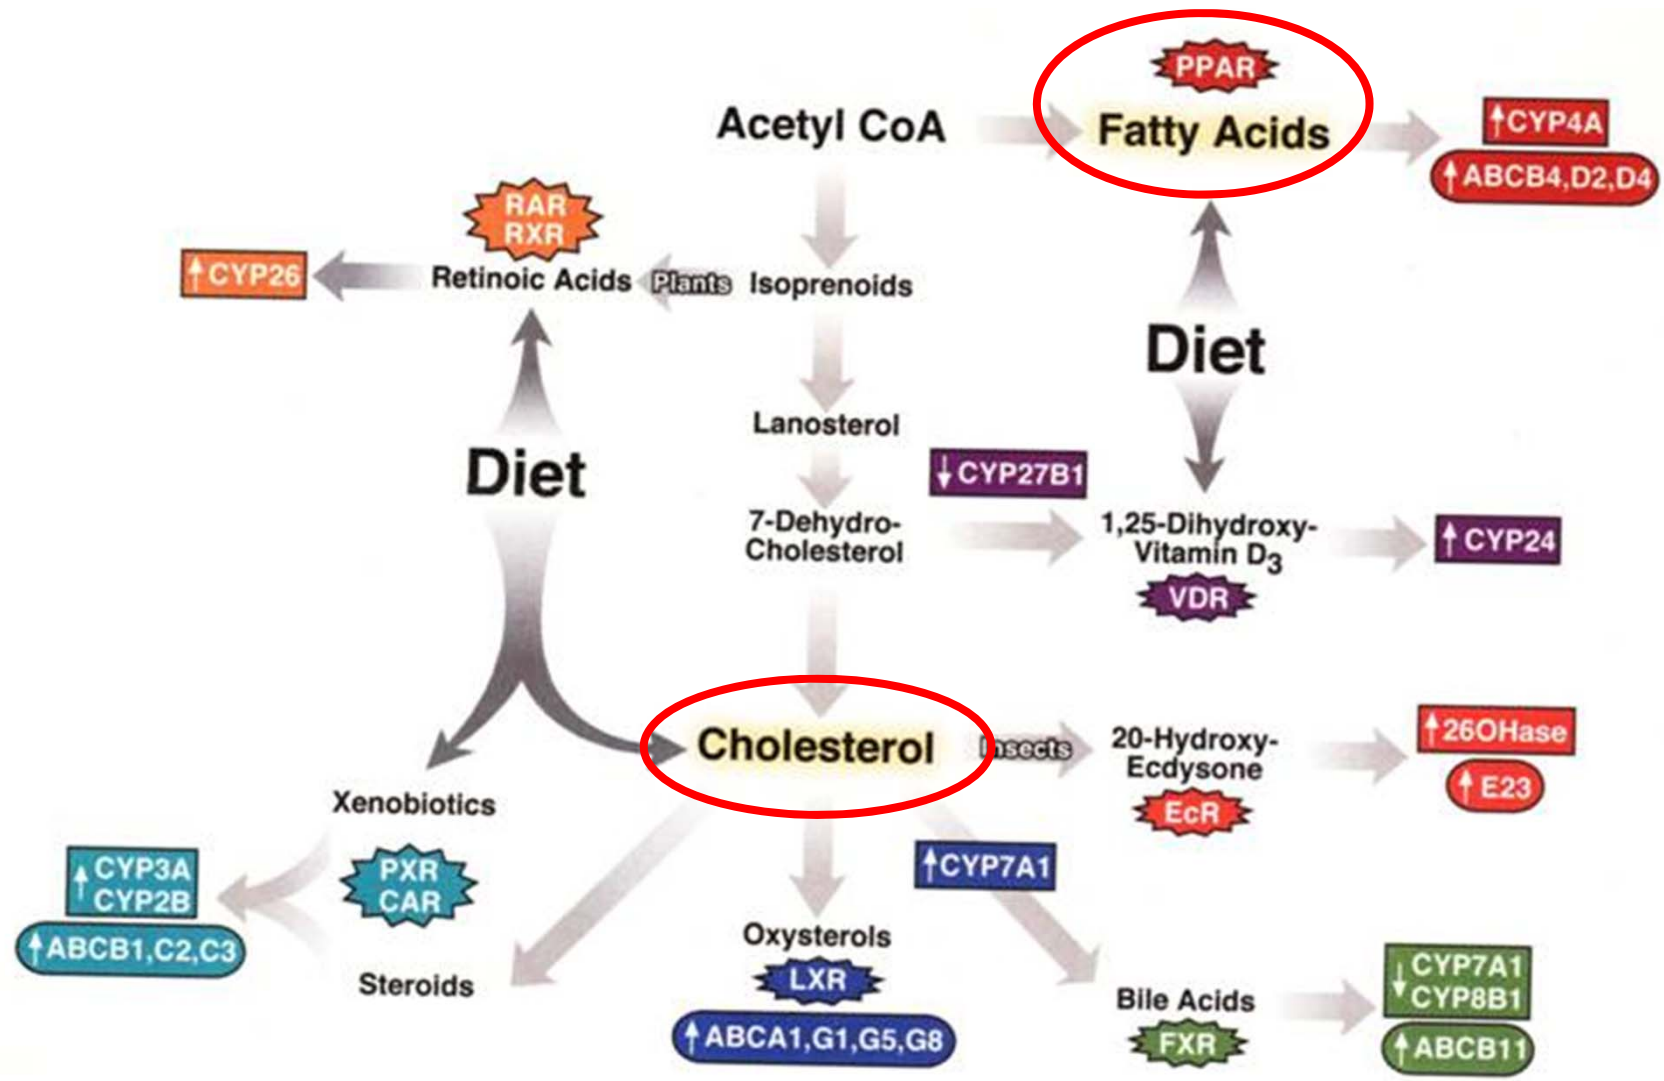 PPAR
Acetyl CoA
Fatty Acids
↑CYP4A
↑ABCB4,D2,D4
RAR
RXR
↑CYP26
Retinoic Acids
Plants
Isoprenoids
Diet
Lanosterol
Diet
↓CYP27B1
7-Dehydro-
Cholesterol
1,25-Dihydroxy-
Vitamin D3
VDR
↑CYP24
Cholesterol
Insects
20-Hydroxy-
Ecdysone
EcR
↑26OHase
↑E23
Xenobiotics
↑CYP3A
CYP2B
PXR
CAR
↑ABCB1,C2,C3
Steroids
↑CYP7A1
Oxysterols
LXR
↑ABCA1,G1,G5,G8
Bile Acids
FXR
↓CYP7A1
CYP8B1
↑ABCB11